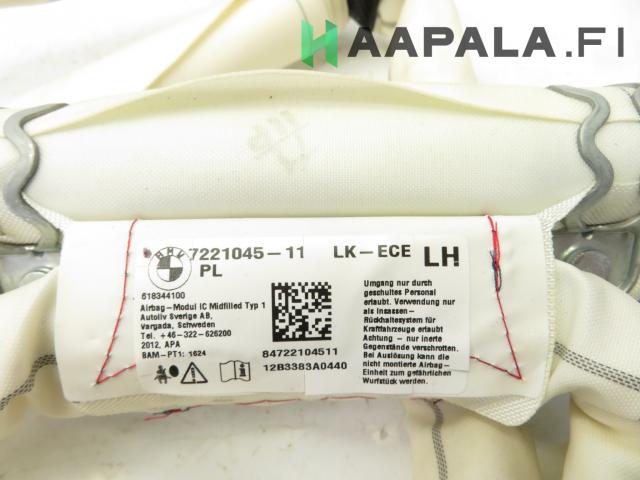 HAAPALA.FI
BMW
7221045-11 LK-ECE LH
PL
618344100
Airbag-Modul IC Midfilled Typ 1
Autoliv Sverige AB,
Vargada, Schweden
Tel. +46-322-626200
2012, APA
BAM-PT1: 1624
84722104511
12B3383A0440
Umgang nur durch
geschultes Personal
erlaubt. Verwendung nur
als Insassen-
Rückhaltesystem für
Kraftfahrzeuge erlaubt
Achtung - nur inerte
Gegenstände verschrotten.
Bei Auslösung kann die
nicht montierte Airbag-
Einheit zum gefährlichen
Wurfstück werden.